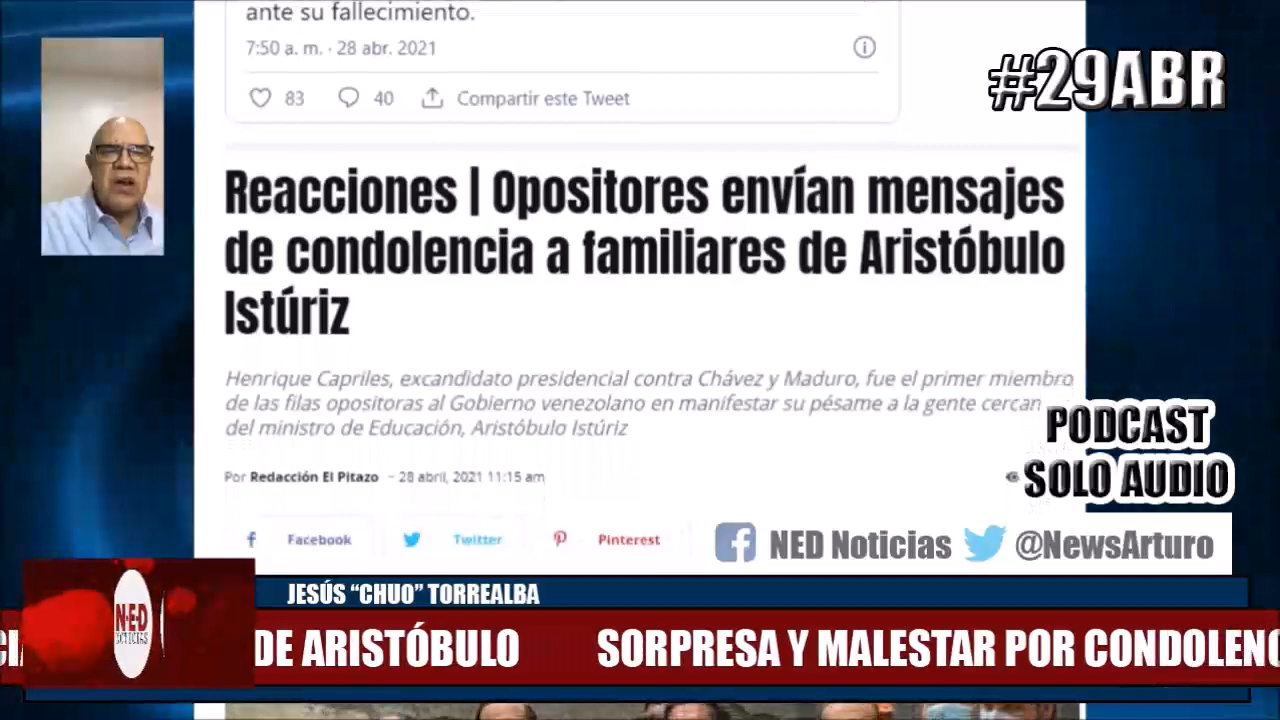 ante su fallecimiento.
7:50 a. m. · 28 abr. 2021
83 40 Compartir este Tweet
#29ABR
Reacciones | Opositores envían mensajes
de condolencia a familiares de Aristóbulo
Istúriz
Henrique Capriles, excandidato presidencial contra Chávez y Maduro, fue el primer miembro
de las filas opositoras al Gobierno venezolano en manifestar su pésame a la gente cercan
del ministro de Educación, Aristóbulo Istúriz
PODCAST
SOLO AUDIO
Por Redacción El Pitazo - 28 abril, 2021 11:15 am
Facebook Twitter Pinterest
NED Noticias @NewsArturo
JESÚS “CHUO” TORREALBA
N·E·D
NOTICIAS
DE ARISTÓBULO SORPRESA Y MALESTAR POR CONDOLENC